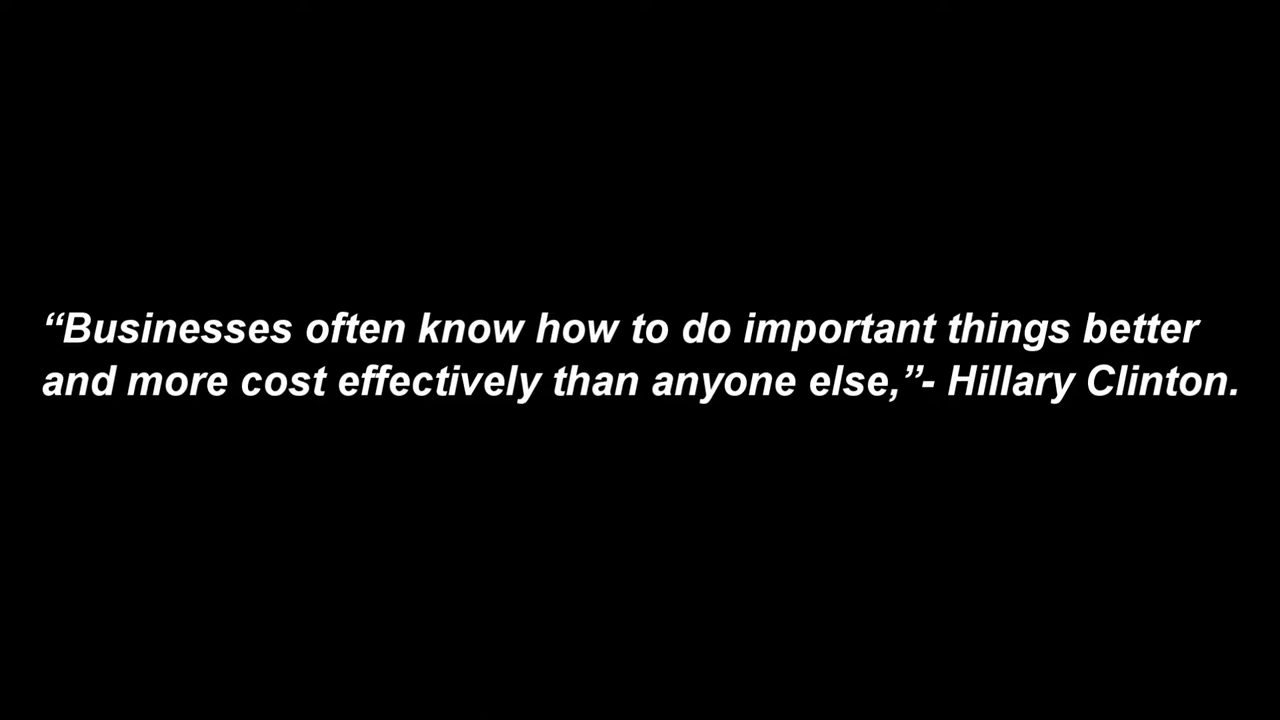 “Businesses often know how to do important things better
and more cost effectively than anyone else,”- Hillary Clinton.